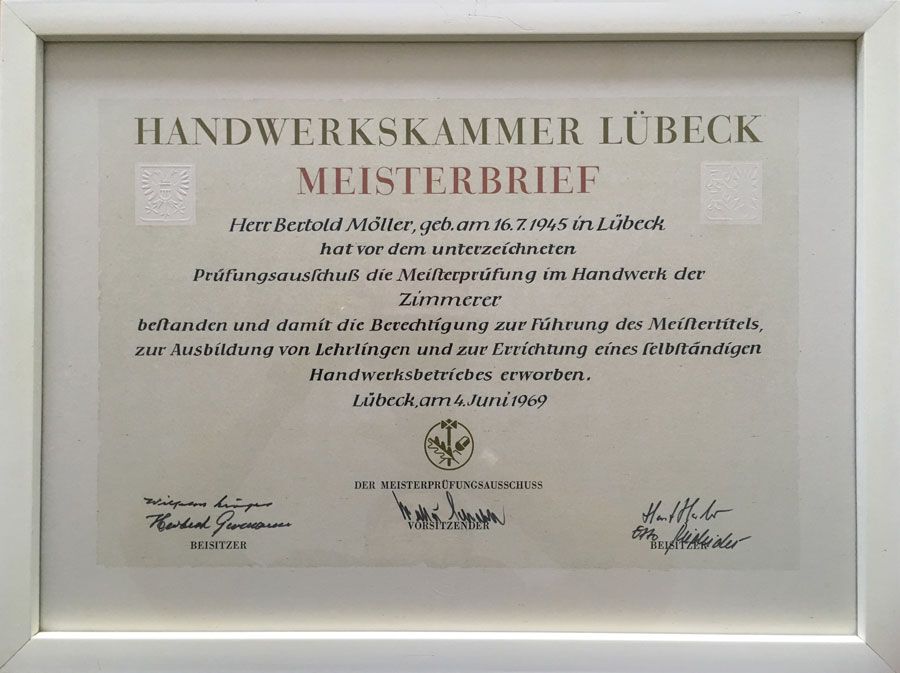 HANDWERKSKAMMER LÜBECK
MEISTERBRIEF
Herr Bertold Möller, geb. am 16.7.1945 in Lübeck
hat vor dem unterzeichneten
Prüfungsausſchuß die Meiſterprüfung im Handwerk der
Zimmerer
beſtanden und damit die Berechtigung zur Führung des Meiſtertitels,
zur Ausbildung von Lehrlingen und zur Errichtung eines ſelbſtändigen
Handwerksbetriebes erworben.
Lübeck, am 4. Juni 1969
DER MEISTERPRÜFUNGSAUSSCHUSS
VORSITZENDER
BEISITZER
BEISITZER